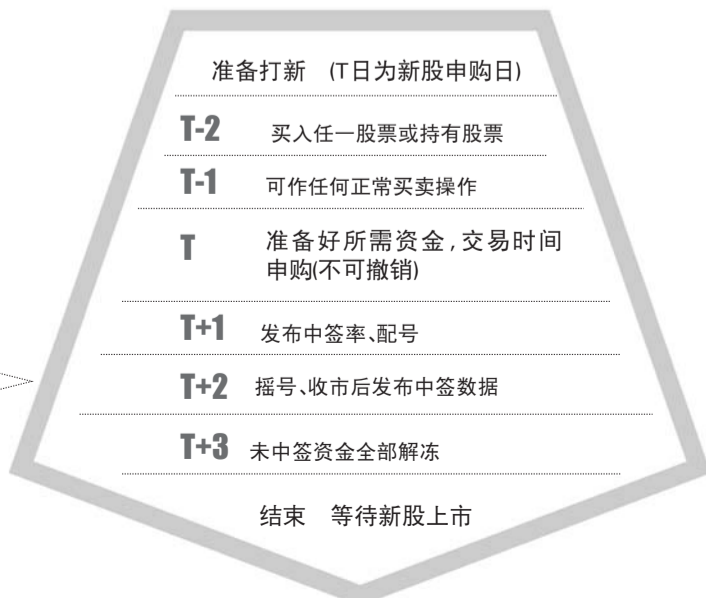 准备打新 (T日为新股申购日)
T-2 买入任一股票或持有股票
T-1 可作任何正常买卖操作
T 准备好所需资金,交易时间
申购(不可撤销)
T+1 发布中签率、配号
T+2 摇号、收市后发布中签数据
T+3 未中签资金全部解冻
结束 等待新股上市